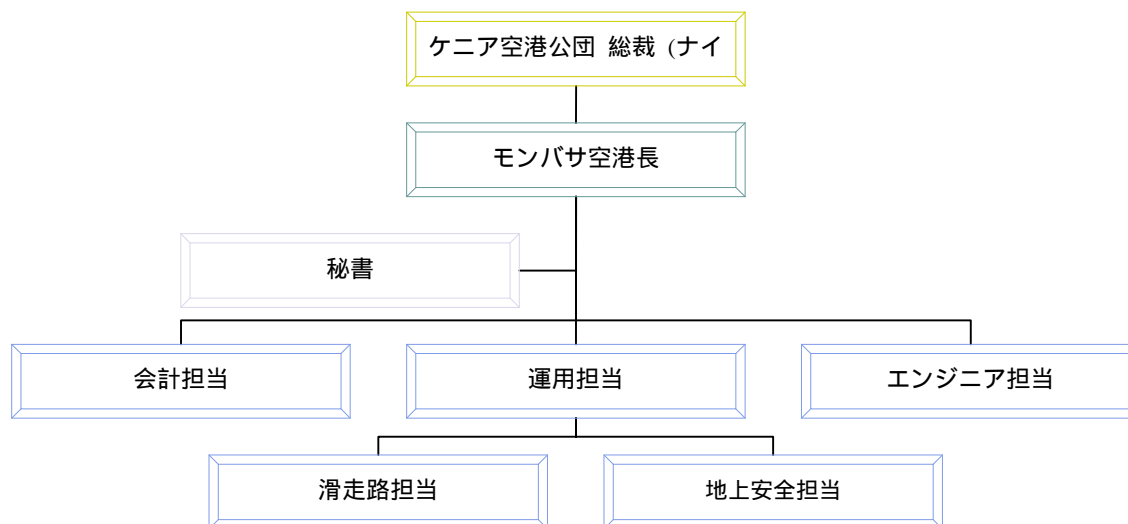 ケニア空港公団 総裁 (ナイ
モンバサ空港長
秘書
会計担当
運用担当
エンジニア担当
滑走路担当
地上安全担当